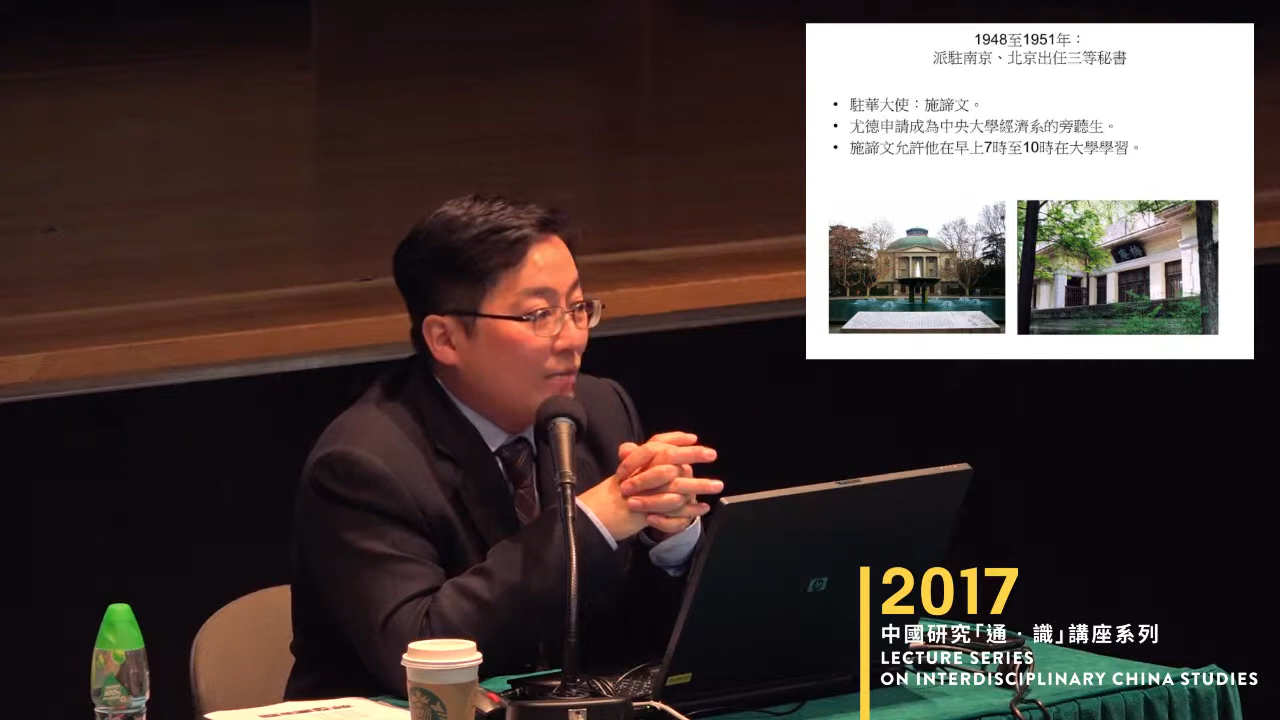 1948至1951年：
派駐南京、北京出任三等秘書
• 駐華大使：施諦文。
• 尤德申請成為中央大學經濟系的旁聽生。
• 施諦文允許他在早上7時至10時在大學學習。
2017
中國研究「通．識」講座系列
LECTURE SERIES
ON INTERDISCIPLINARY CHINA STUDIES
hp